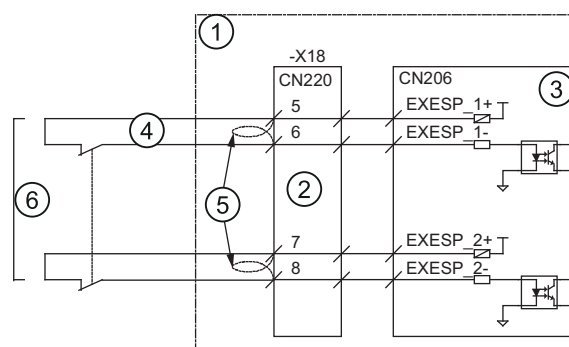 1
-X18
CN220
CN206
3
5
EXESP_1+
4
6
EXESP_1-
6
5
2
7
EXESP_2+
8
EXESP_2-